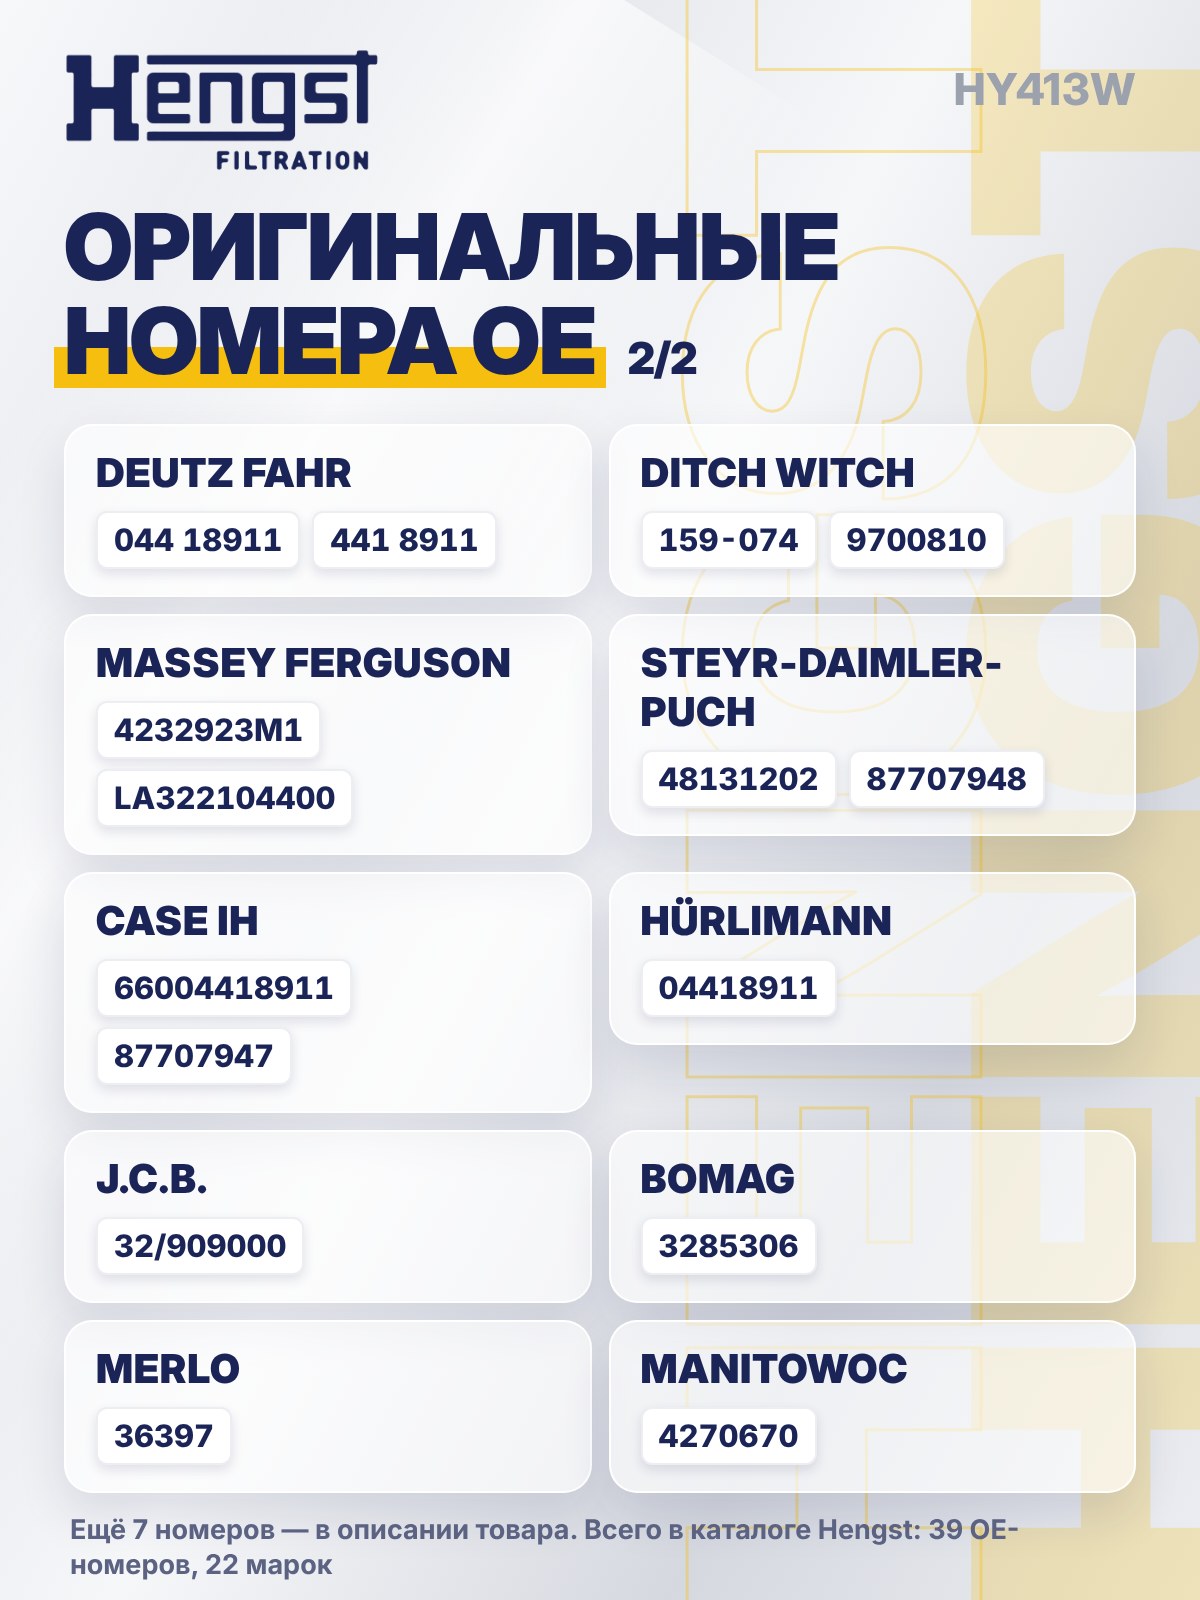 Hengst
FILTRATION
HY413W
ОРИГИНАЛЬНЫЕ
НОМЕРА OE 2/2
DEUTZ FAHR
044 18911 441 8911
DITCH WITCH
159-074 9700810
MASSEY FERGUSON
4232923M1
LA322104400
STEYR-DAIMLER-
PUCH
48131202 87707948
CASE IH
66004418911
87707947
HÜRLIMANN
04418911
J.C.B.
32/909000
BOMAG
3285306
MERLO
36397
MANITOWOC
4270670
Ещё 7 номеров — в описании товара. Всего в каталоге Hengst: 39 OE-
номеров, 22 марок
HENGST